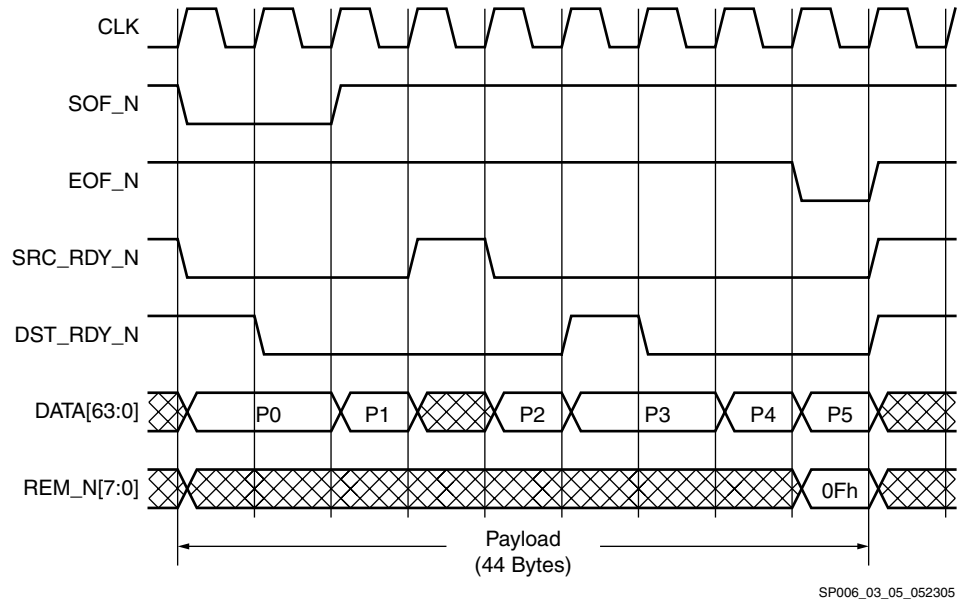 CLK
SOF_N
EOF_N
SRC_RDY_N
DST_RDY_N
DATA[63:0]
P0 P1 P2 P3 P4 P5
REM_N[7:0]
0Fh
Payload
(44 Bytes)
SP006_03_05_052305